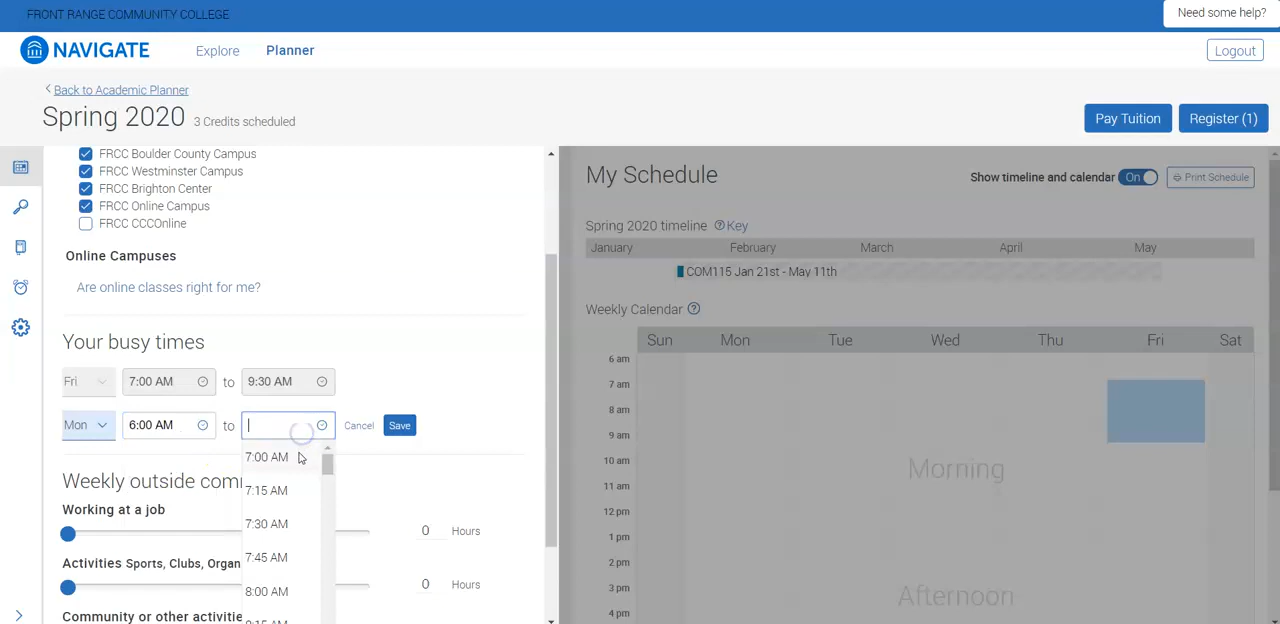 FRONT RANGE COMMUNITY COLLEGE
Need some help?
NAVIGATE Explore Planner Logout
Back to Academic Planner
Spring 2020 3 Credits scheduled
Pay Tuition Register (1)
FRCC Boulder County Campus
FRCC Westminster Campus
FRCC Brighton Center
FRCC Online Campus
FRCC CCCOnline
Online Campuses
Are online classes right for me?
Your busy times
Fri 7:00 AM to 9:30 AM
Mon 6:00 AM to Cancel Save
7:00 AM
7:15 AM
7:30 AM
7:45 AM
8:00 AM
Weekly outside com
Working at a job
0 Hours
Activities Sports, Clubs, Organ
0 Hours
Community or other activitie
My Schedule
Show timeline and calendar On Print Schedule
Spring 2020 timeline Key
January February March April May
COM115 Jan 21st - May 11th
Weekly Calendar
Sun Mon Tue Wed Thu Fri Sat
6 am
7 am
8 am
9 am
10 am
11 am
12 pm
1 pm
2 pm
3 pm
4 pm
Morning
Afternoon